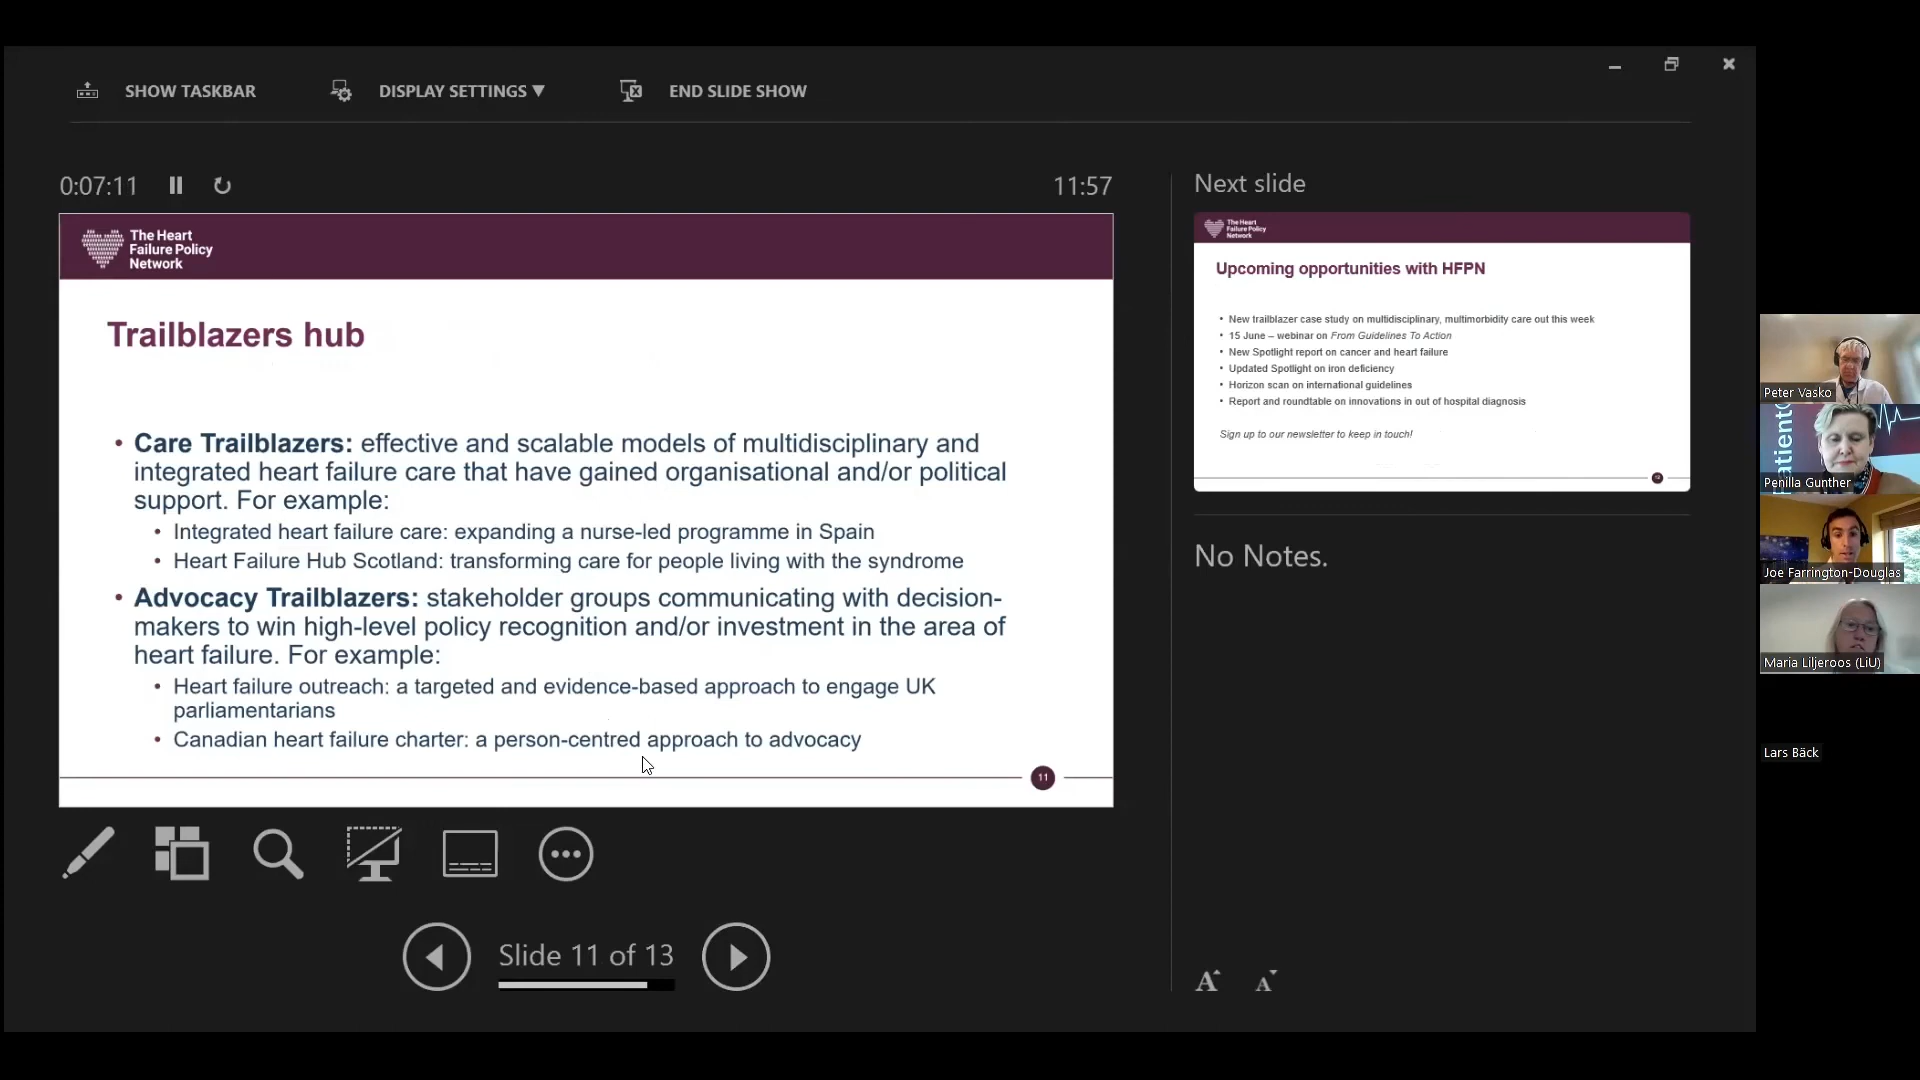 SHOW TASKBAR
DISPLAY SETTINGS ▼
END SLIDE SHOW
0:07:11
11:57
The Heart
Failure Policy
Network
Trailblazers hub
• Care Trailblazers: effective and scalable models of multidisciplinary and
integrated heart failure care that have gained organisational and/or political
support. For example:
• Integrated heart failure care: expanding a nurse-led programme in Spain
• Heart Failure Hub Scotland: transforming care for people living with the syndrome
• Advocacy Trailblazers: stakeholder groups communicating with decision-
makers to win high-level policy recognition and/or investment in the area of
heart failure. For example:
• Heart failure outreach: a targeted and evidence-based approach to engage UK
parliamentarians
• Canadian heart failure charter: a person-centred approach to advocacy
11
Slide 11 of 13
Next slide
The Heart
Failure Policy
Network
Upcoming opportunities with HFPN
• New trailblazer case study on multidisciplinary, multimorbidity care out this week
• 15 June – webinar on From Guidelines To Action
• New Spotlight report on cancer and heart failure
• Updated Spotlight on iron deficiency
• Horizon scan on international guidelines
• Report and roundtable on innovations in out of hospital diagnosis
Sign up to our newsletter to keep in touch!
12
No Notes.
A A
Peter Vasko
atient
Penilla Gunther
Joe Farrington-Douglas
Maria Liljeroos (LiU)
Lars Bäck